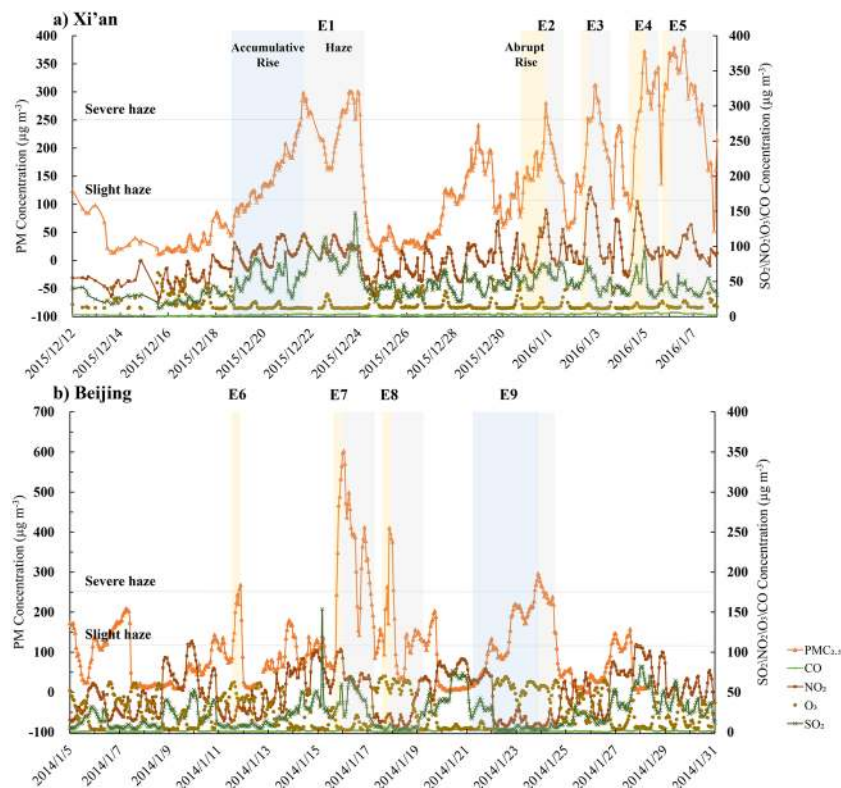 a) Xi'an
E1
E2
E3
E4
E5
Accumulative
Rise
Haze
Abrupt
Rise
Severe haze
Slight haze
PM Concentration (µg m⁻³)
400
350
300
250
200
150
100
50
0
-50
-100
SO₂\NO₂\O₃\CO Concentration (µg m⁻³)
400
350
300
250
200
150
100
50
0
2015/12/12
2015/12/14
2015/12/16
2015/12/18
2015/12/20
2015/12/22
2015/12/24
2015/12/26
2015/12/28
2015/12/30
2016/1/1
2016/1/3
2016/1/5
2016/1/7
b) Beijing
E6
E7
E8
E9
Severe haze
Slight haze
PM Concentration (µg m⁻³)
700
600
500
400
300
200
100
0
-100
SO₂\NO₂\O₃\CO Concentration (µg m⁻³)
400
350
300
250
200
150
100
50
0
2014/1/5
2014/1/7
2014/1/9
2014/1/11
2014/1/13
2014/1/15
2014/1/17
2014/1/19
2014/1/21
2014/1/23
2014/1/25
2014/1/27
2014/1/29
2014/1/31
PMC₂.₅
CO
NO₂
O₃
SO₂